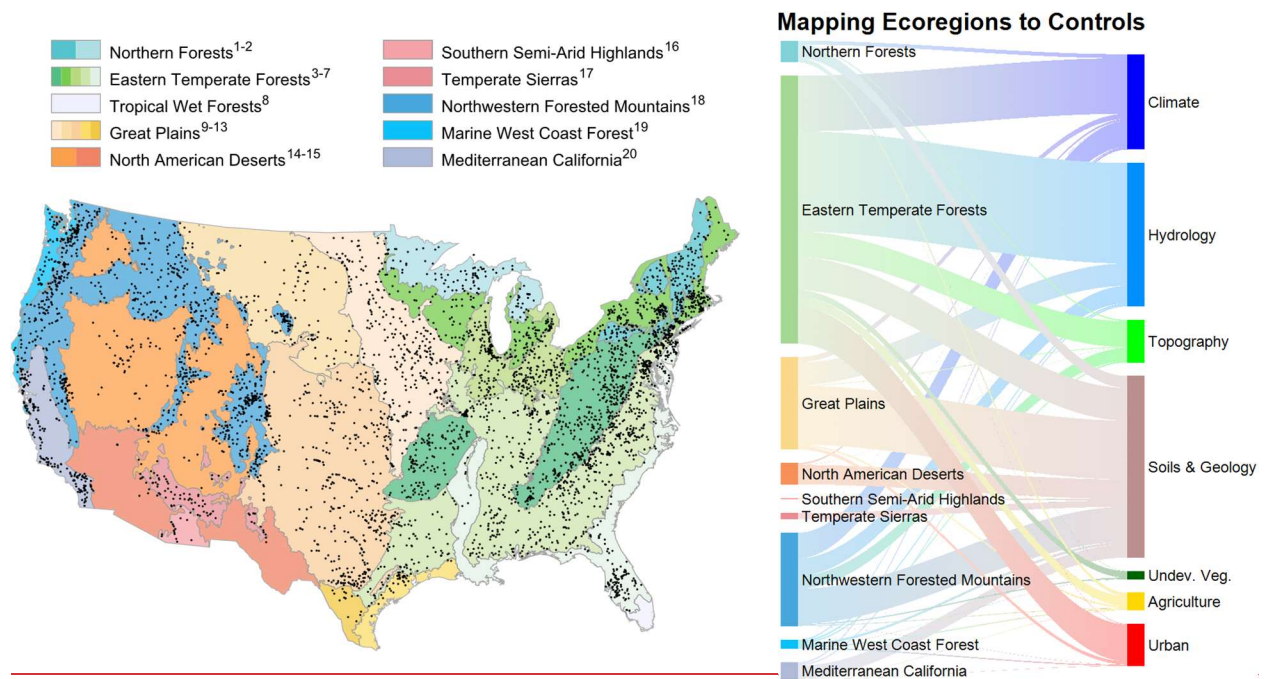 Northern Forests1-2
Eastern Temperate Forests3-7
Tropical Wet Forests8
Great Plains9-13
North American Deserts14-15
Southern Semi-Arid Highlands16
Temperate Sierras17
Northwestern Forested Mountains18
Marine West Coast Forest19
Mediterranean California20
Mapping Ecoregions to Controls
Northern Forests
Eastern Temperate Forests
Great Plains
North American Deserts
Southern Semi-Arid Highlands
Temperate Sierras
Northwestern Forested Mountains
Marine West Coast Forest
Mediterranean California
Climate
Hydrology
Topography
Soils & Geology
Undev. Veg.
Agriculture
Urban